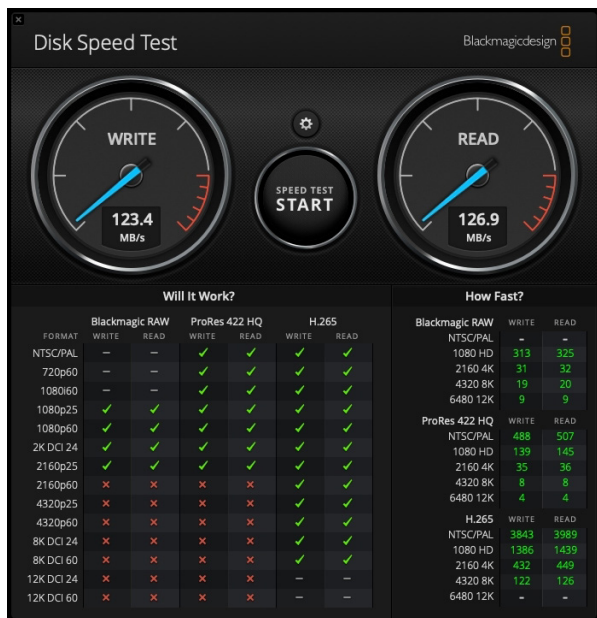 Disk Speed Test
Blackmagicdesign
WRITE
123.4
MB/s
SPEED TEST
START
READ
126.9
MB/s
Will It Work?
Blackmagic RAW ProRes 422 HQ H.265
FORMAT WRITE READ WRITE READ WRITE READ
NTSC/PAL – – ✓ ✓ ✓ ✓
720p60 – – ✓ ✓ ✓ ✓
1080i60 – – ✓ ✓ ✓ ✓
1080p25 ✓ ✓ ✓ ✓ ✓ ✓
1080p60 ✓ ✓ ✓ ✓ ✓ ✓
2K DCI 24 ✓ ✓ ✓ ✓ ✓ ✓
2160p25 ✓ ✓ ✓ ✓ ✓ ✓
2160p60 × × × × ✓ ✓
4320p25 × × × × ✓ ✓
4320p60 × × × × ✓ ✓
8K DCI 24 × × × × ✓ ✓
8K DCI 60 × × × × ✓ ✓
12K DCI 24 × × × × – –
12K DCI 60 × × × × – –
How Fast?
Blackmagic RAW WRITE READ
NTSC/PAL - -
1080 HD 313 325
2160 4K 31 32
4320 8K 19 20
6480 12K 9 9
ProRes 422 HQ WRITE READ
NTSC/PAL 488 507
1080 HD 139 145
2160 4K 35 36
4320 8K 8 8
6480 12K 4 4
H.265 WRITE READ
NTSC/PAL 3843 3989
1080 HD 1386 1439
2160 4K 432 449
4320 8K 122 126
6480 12K - -